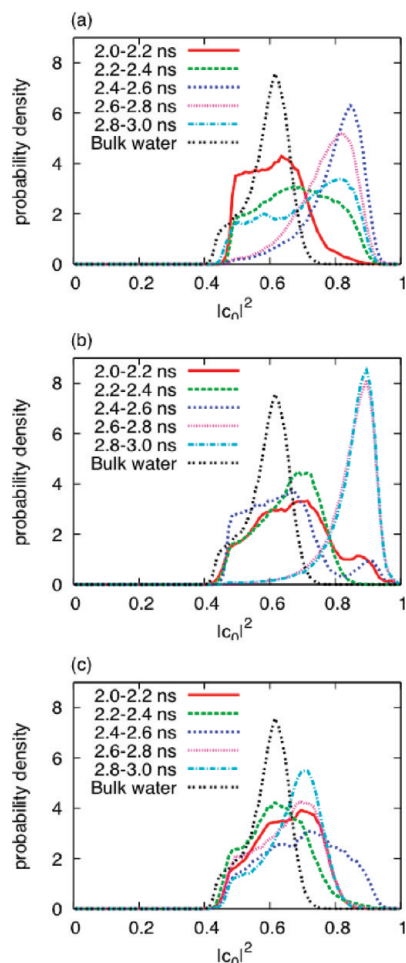 (a)
2.0-2.2 ns
2.2-2.4 ns
2.4-2.6 ns
2.6-2.8 ns
2.8-3.0 ns
Bulk water
probability density
8
6
4
2
0
0 0.2 0.4 0.6 0.8 1
|c₀|²
(b)
2.0-2.2 ns
2.2-2.4 ns
2.4-2.6 ns
2.6-2.8 ns
2.8-3.0 ns
Bulk water
probability density
8
6
4
2
0
0 0.2 0.4 0.6 0.8 1
|c₀|²
(c)
2.0-2.2 ns
2.2-2.4 ns
2.4-2.6 ns
2.6-2.8 ns
2.8-3.0 ns
Bulk water
probability density
8
6
4
2
0
0 0.2 0.4 0.6 0.8 1
|c₀|²